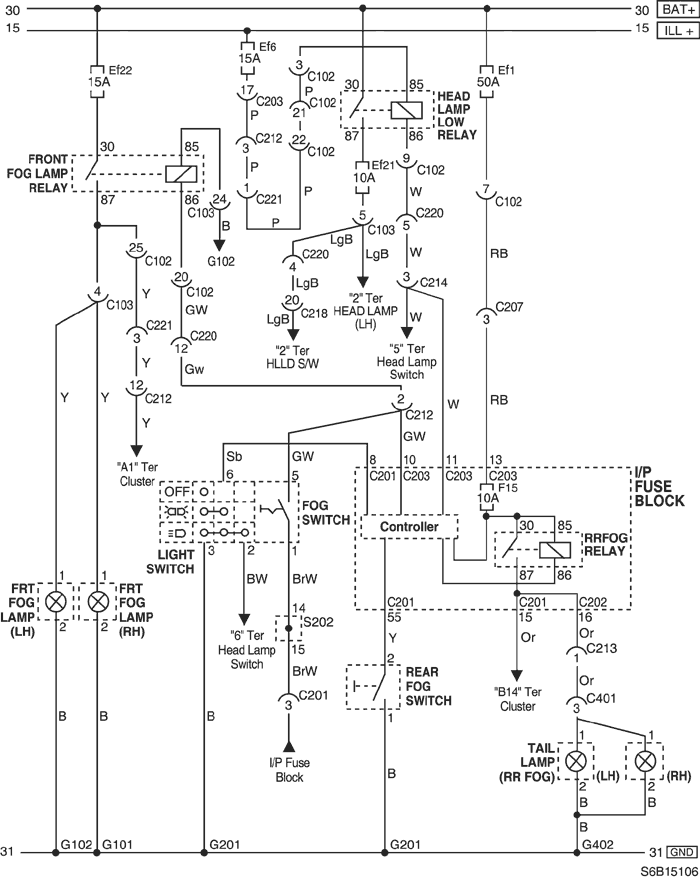 30 30 BAT+
15 15 ILL +
Ef22
15A
Ef6
15A
3
C102
Ef1
50A
17
C203
P
P
C102
21
30
85
HEAD
LAMP
LOW
RELAY
87
86
P
C212
3
22
C102
30
85
FRONT
FOG LAMP
RELAY
87
86
P
P
1
C221
P
Ef21
10A
9
C102
W
24
C103
B
G102
5
C103
C220
5
7
C102
LgB
LgB
C220
4
W
RB
25
C102
20
C102
LgB
"2" Ter
HEAD LAMP
(LH)
3
C214
4
C103
Y
GW
20
C218
LgB
W
C207
3
C221
3
C220
12
"2" Ter
HLLD S/W
"5" Ter
Head Lamp
Switch
Y
Gw
12
C212
2
C212
Y
Y
Y
W
RB
GW
"A1" Ter
Cluster
Sb
GW
8
10
11
13
6
5
C201
C203
C203
C203
I/P
FUSE
BLOCK
OFF
FOG
SWITCH
F15
10A
Controller
30
85
RRFOG
RELAY
LIGHT
SWITCH
3
2
1
87
86
BW
BrW
1
1
FRT
FOG
LAMP
(LH)
FRT
FOG
LAMP
(RH)
2
2
14
S202
15
C201
55
C201
15
C202
16
"6" Ter
Head Lamp
Switch
Y
Or
Or
C213
1
BrW
2
REAR
FOG
SWITCH
1
Or
C201
3
"B14" Ter
Cluster
C401
3
B
B
B
I/P Fuse
Block
B
TAIL
LAMP
(RR FOG)
1
1
(LH)
(RH)
2
2
B
B
B
31 G102 G101 G201 G201 G402 31 GND
S6B15106